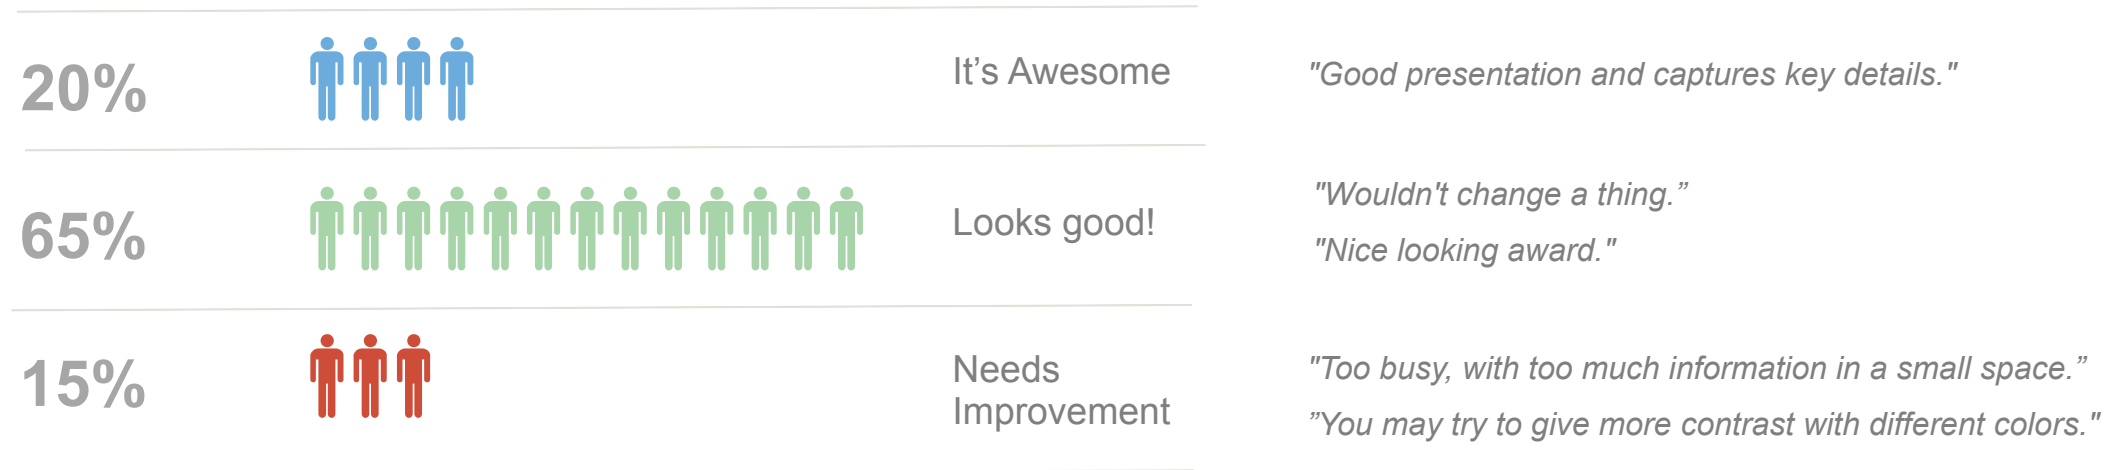 20%
It’s Awesome
"Good presentation and captures key details."
65%
Looks good!
"Wouldn't change a thing.”
"Nice looking award."
15%
Needs
Improvement
"Too busy, with too much information in a small space.”
”You may try to give more contrast with different colors."